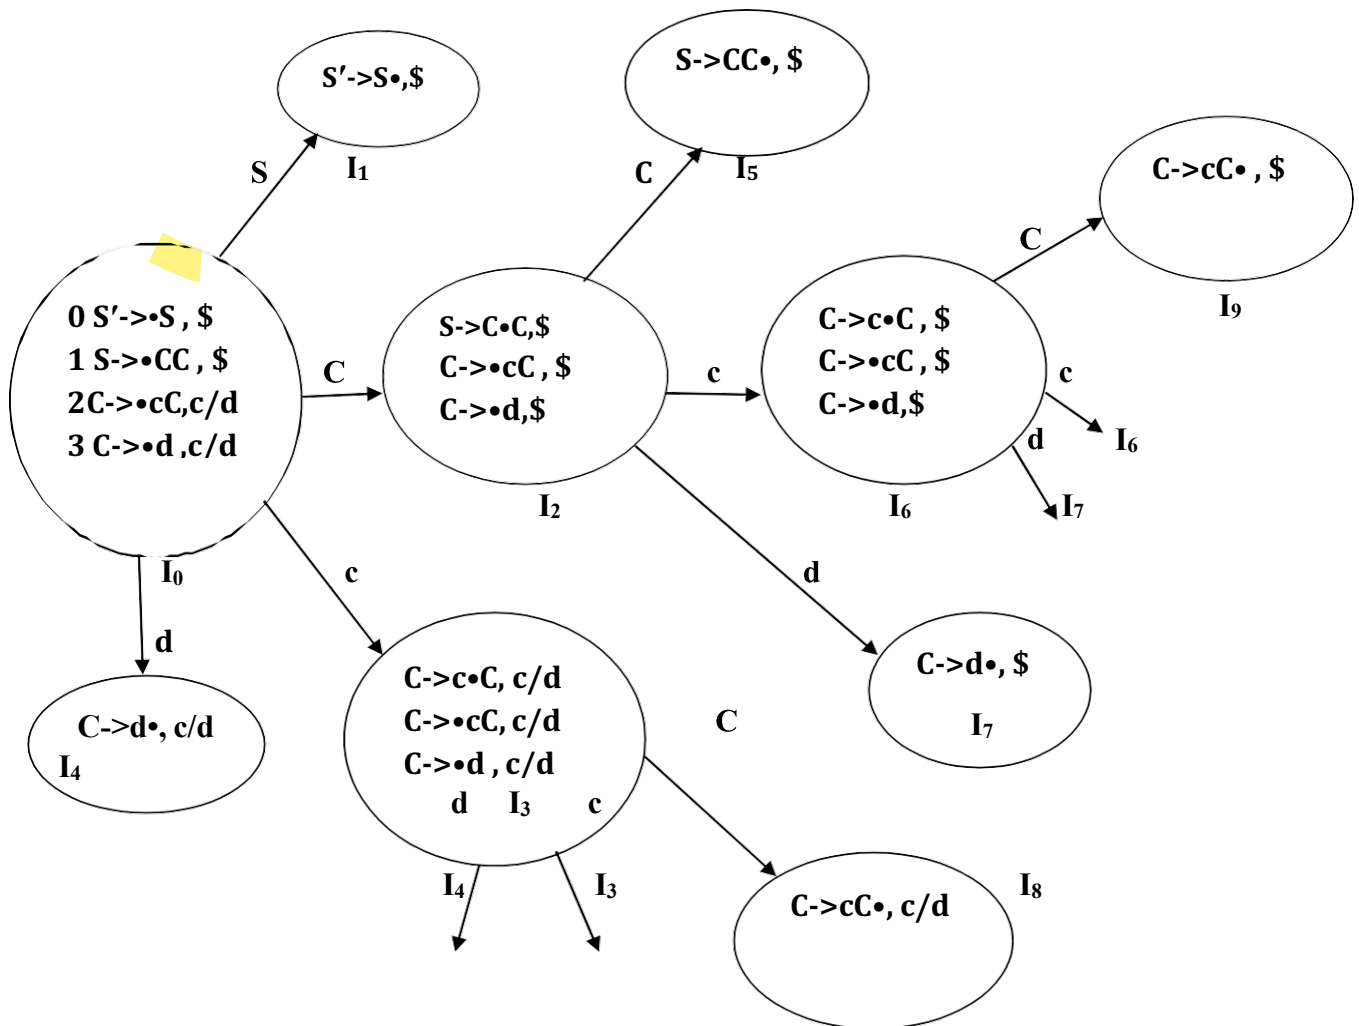 S′->S•,$
I1
S
S->CC•, $
I5
C
C->cC• , $
I9
C
0 S′->•S , $
1 S->•CC , $
2C->•cC,c/d
3 C->•d ,c/d
I0
C
S->C•C,$
C->•cC , $
C->•d,$
I2
c
C->c•C , $
C->•cC , $
C->•d,$
I6
c
I6
d
I7
d
C->d•, $
I7
c
d
C->d•, c/d
I4
C->c•C, c/d
C->•cC, c/d
C->•d , c/d
d I3 c
I4 I3
C
C->cC•, c/d
I8